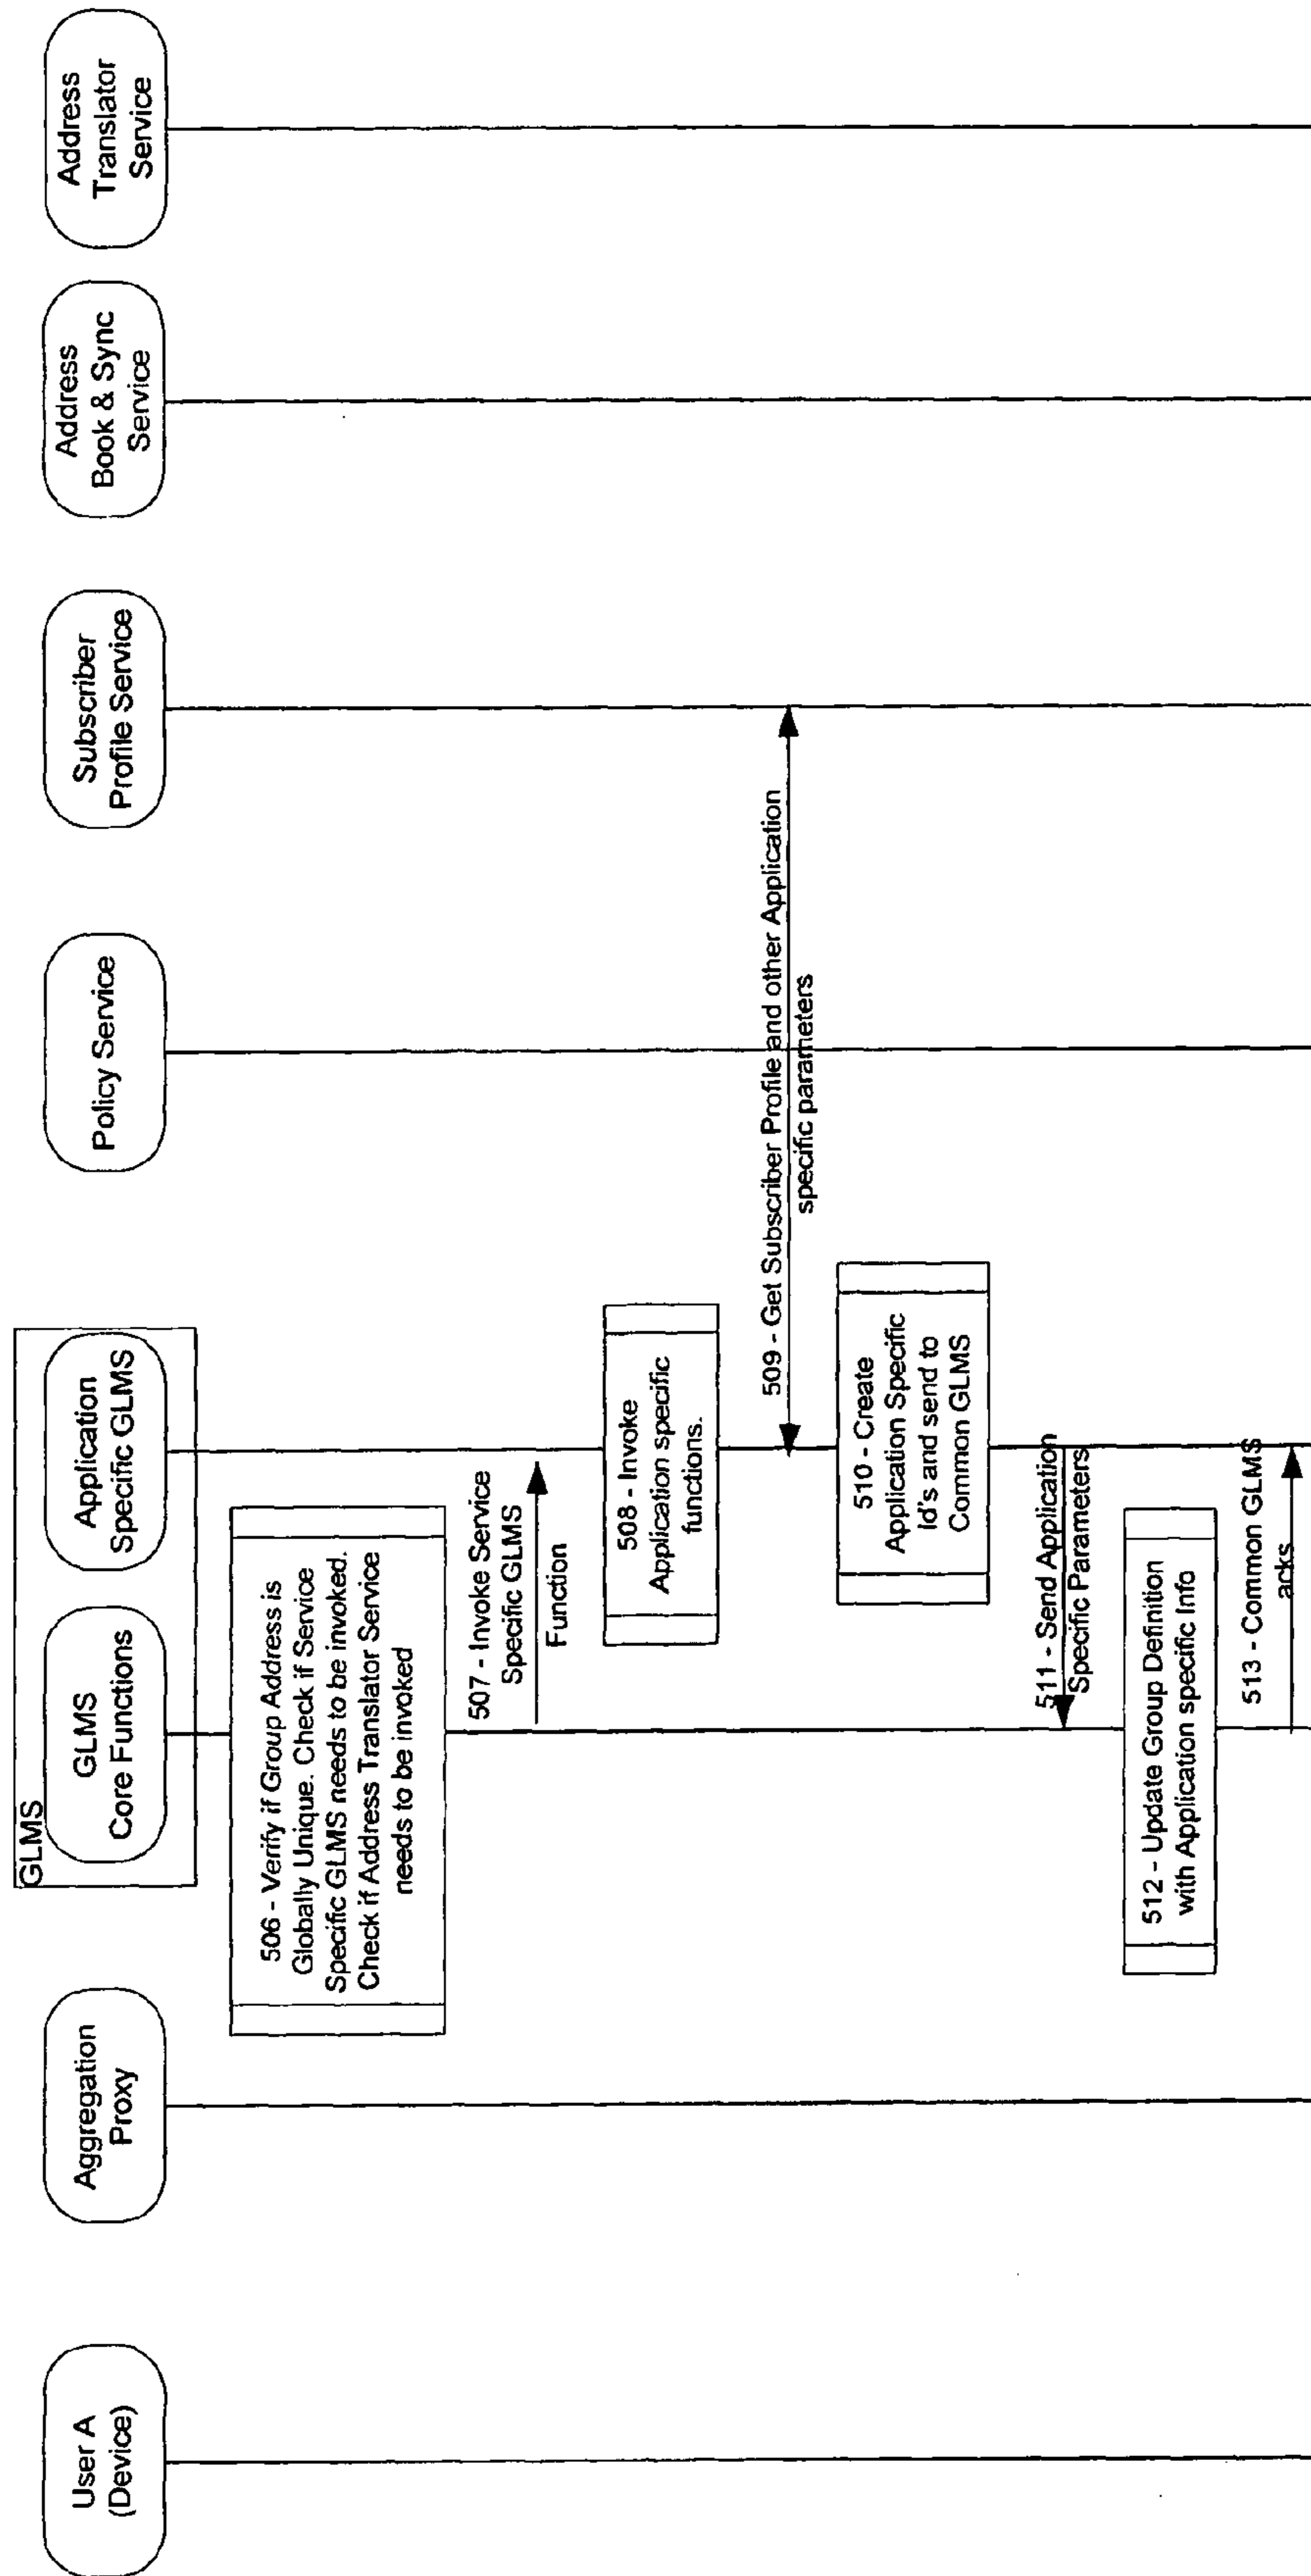 User A
(Device)
Aggregation
Proxy
GLMS
GLMS
Core Functions
Application
Specific GLMS
Policy Service
Subscriber
Profile Service
Address
Book & Sync
Service
Address
Translator
Service
506 - Verify if Group Address is
Globally Unique. Check if Service
Specific GLMS needs to be invoked.
Check if Address Translator Service
needs to be invoked
507 - Invoke Service
Specific GLMS
Function
508 - Invoke
Application specific
functions.
509 - Get Subscriber Profile and other Application
specific parameters
510 - Create
Application Specific
Id's and send to
Common GLMS
511 - Send Application
Specific Parameters
512 - Update Group Definition
with Application specific Info
513 - Common GLMS
acks